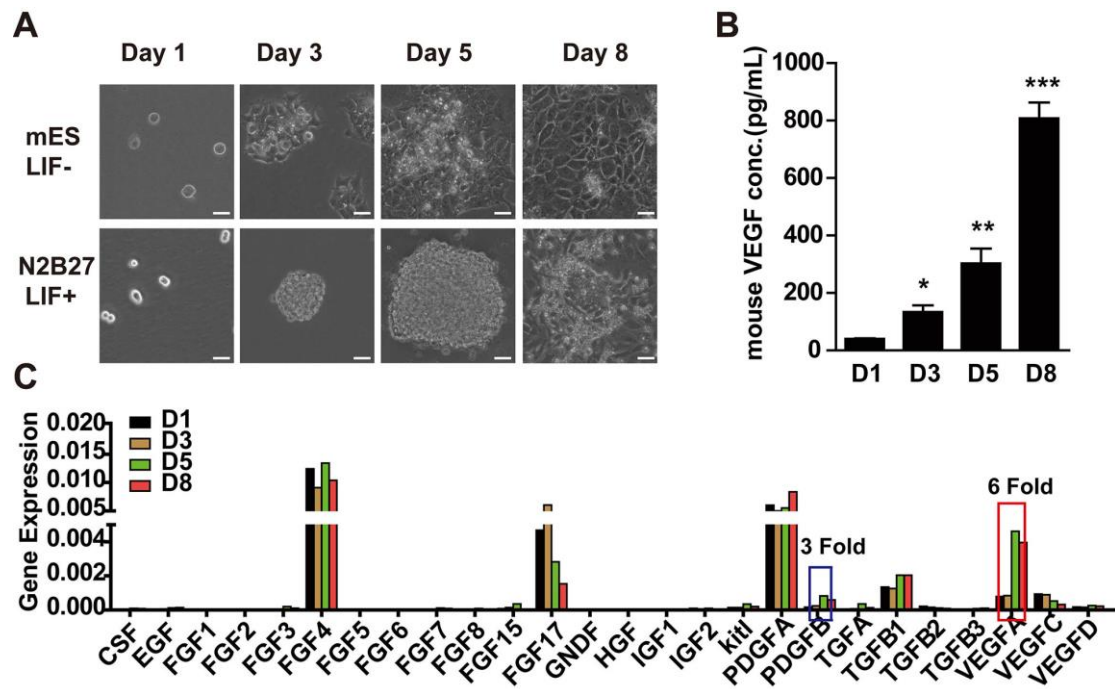 A
Day 1 Day 3 Day 5 Day 8
mES
LIF-
N2B27
LIF+
B
mouse VEGF conc.(pg/mL)
1000
800
600
400
200
0
*
**
***
D1 D3 D5 D8
C
Gene Expression
0.020
0.015
0.010
0.005
0.004
0.002
0.000
D1
D3
D5
D8
3 Fold
6 Fold
CSF EGF FGF1 FGF2 FGF3 FGF4 FGF5 FGF6 FGF7 FGF8 FGF15 FGF17 GNDF HGF IGF1 IGF2 kitl PDGFA PDGFB TGFA TGFB1 TGFB2 TGFB3 VEGFA VEGFC VEGFD